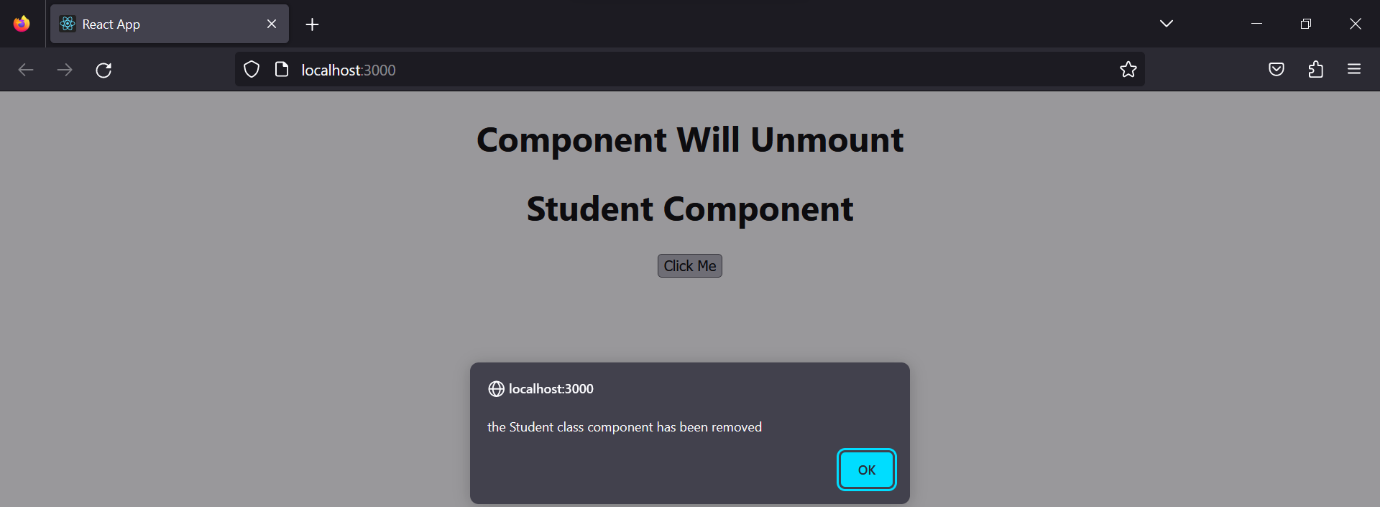 React App
localhost:3000
Component Will Unmount
Student Component
Click Me
localhost:3000
the Student class component has been removed
OK